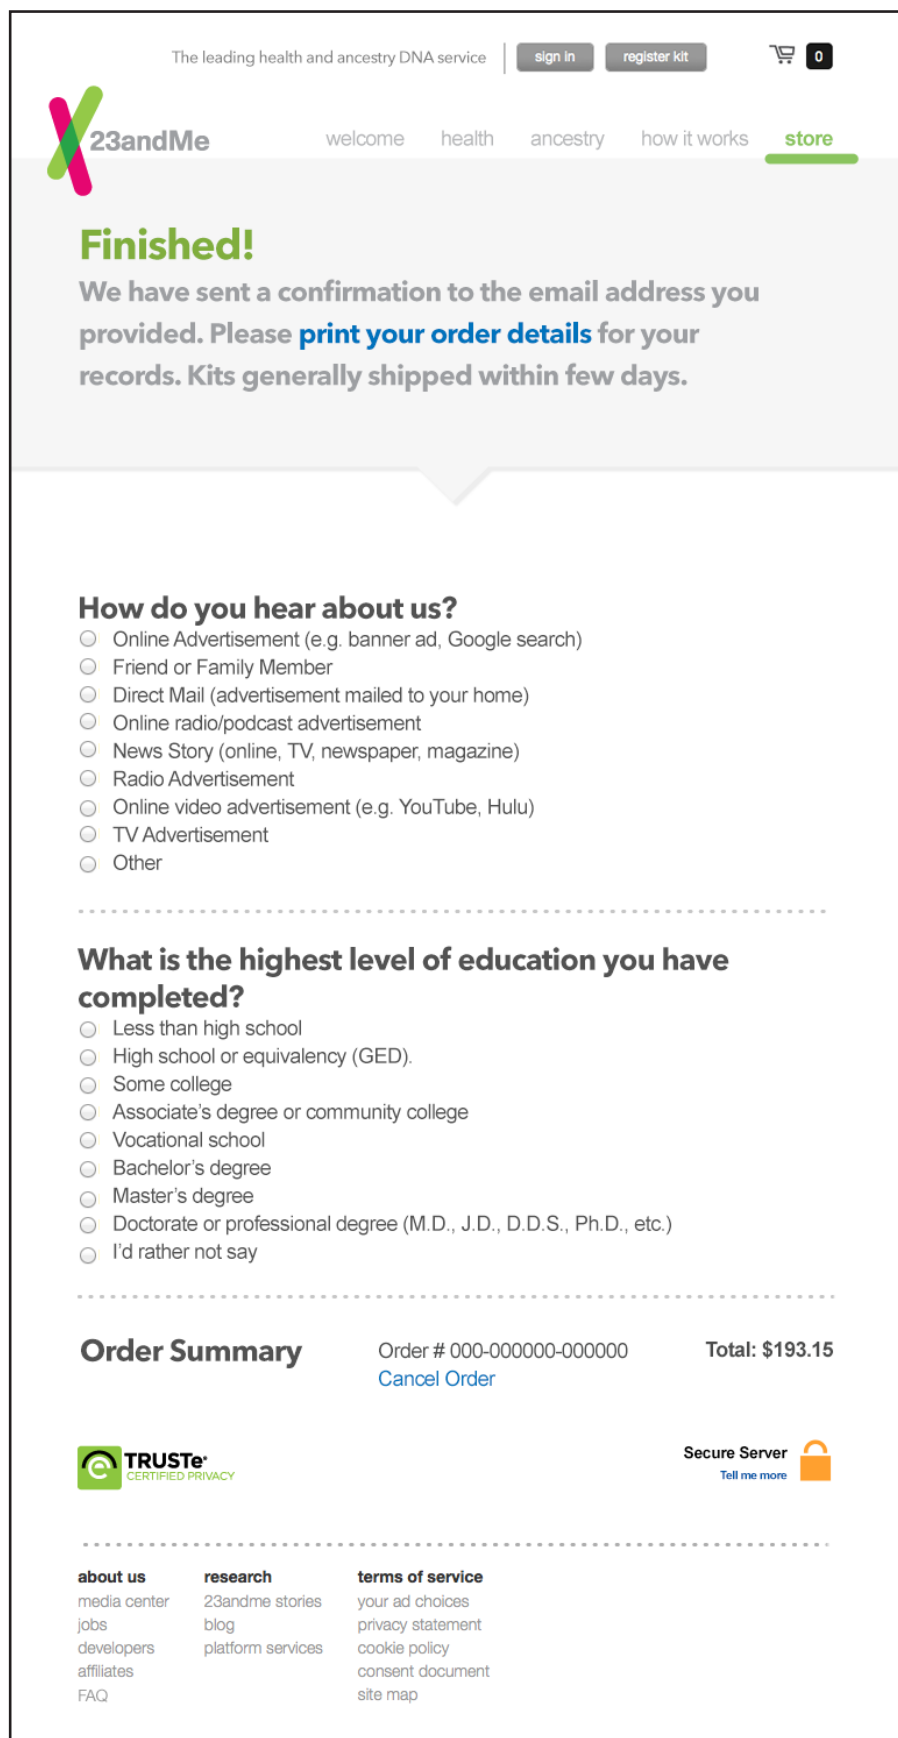 The leading health and ancestry DNA service
sign in
register kit
0
23andMe
welcome
health
ancestry
how it works
store
Finished!
We have sent a confirmation to the email address you
provided. Please print your order details for your
records. Kits generally shipped within few days.
How do you hear about us?
Online Advertisement (e.g. banner ad, Google search)
Friend or Family Member
Direct Mail (advertisement mailed to your home)
Online radio/podcast advertisement
News Story (online, TV, newspaper, magazine)
Radio Advertisement
Online video advertisement (e.g. YouTube, Hulu)
TV Advertisement
Other
What is the highest level of education you have
completed?
Less than high school
High school or equivalency (GED).
Some college
Associate's degree or community college
Vocational school
Bachelor's degree
Master's degree
Doctorate or professional degree (M.D., J.D., D.D.S., Ph.D., etc.)
I'd rather not say
Order Summary
Order # 000-000000-000000
Total: $193.15
Cancel Order
TRUSTe
CERTIFIED PRIVACY
Secure Server
Tell me more
about us
media center
jobs
developers
affiliates
FAQ
research
23andme stories
blog
platform services
terms of service
your ad choices
privacy statement
cookie policy
consent document
site map